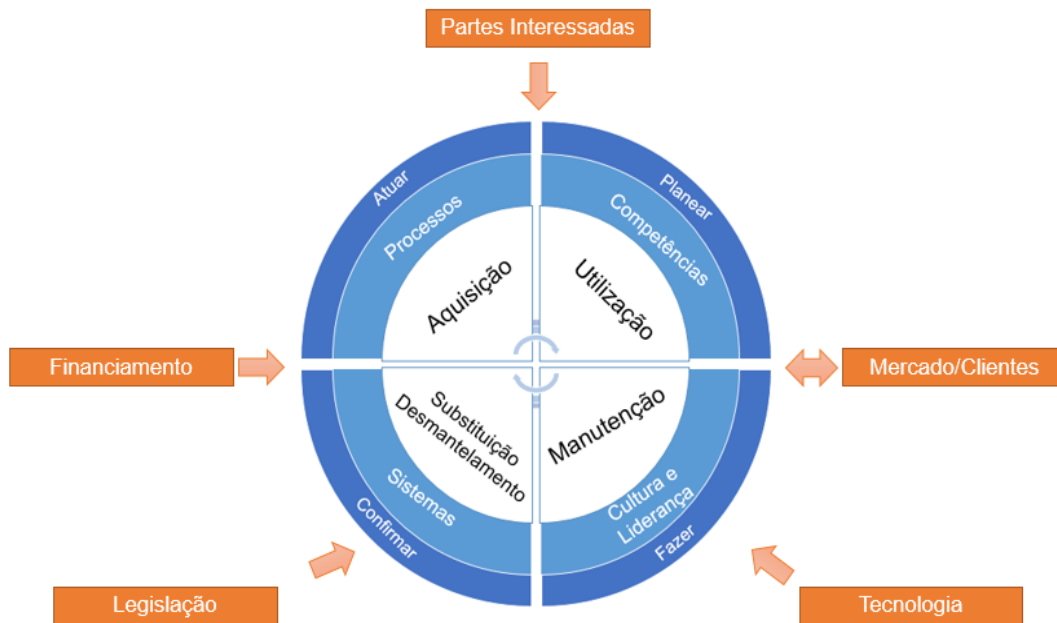 Partes Interessadas
Atuar
Planear
Processos
Competências
Aquisição
Utilização
Financiamento
Mercado/Clientes
Substituição
Desmantelamento
Manutenção
Sistemas
Cultura e
Liderança
Confirmar
Fazer
Legislação
Tecnologia